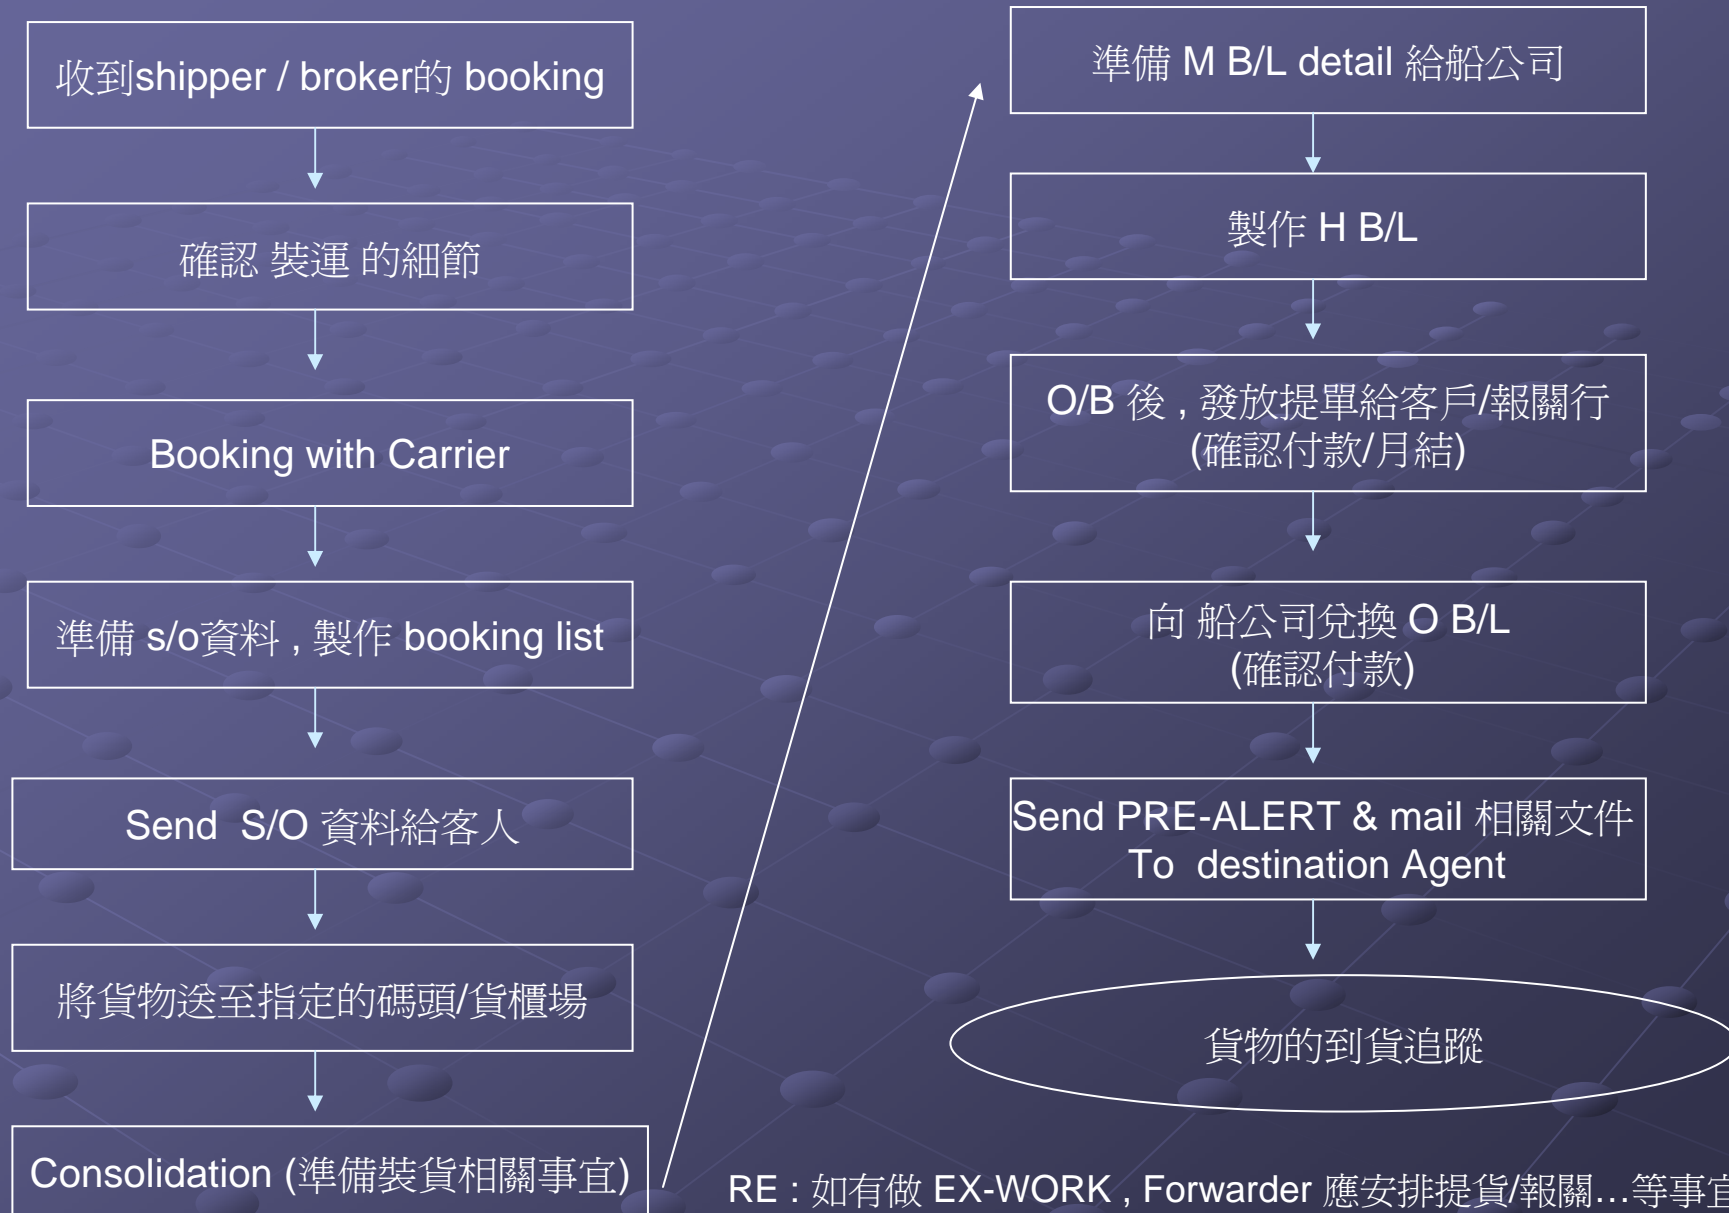 收到shipper / broker的 booking
確認 裝運 的細節
Booking with Carrier
準備 s/o資料 , 製作 booking list
Send  S/O 資料給客人
將貨物送至指定的碼頭/貨櫃場
Consolidation (準備裝貨相關事宜)
準備 M B/L detail 給船公司
製作 H B/L
O/B 後 , 發放提單給客戶/報關行
(確認付款/月結)
向 船公司兌換 O B/L
(確認付款)
Send PRE-ALERT & mail 相關文件
To  destination Agent
貨物的到貨追蹤
RE : 如有做 EX-WORK , Forwarder 應安排提貨/報關…等事宜